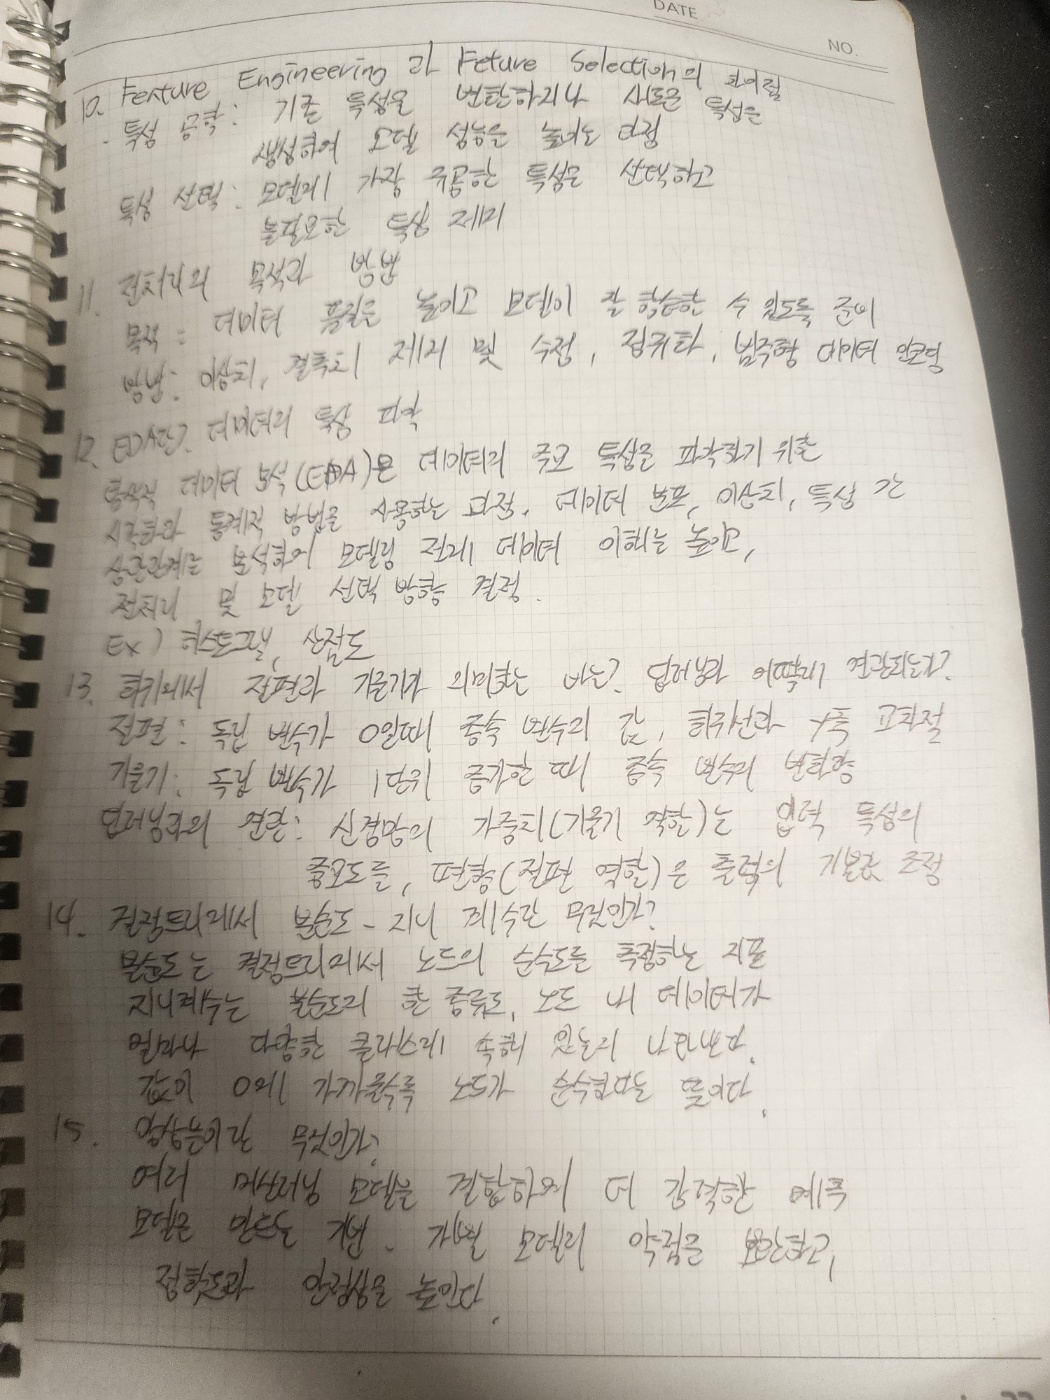 DATE
NO.
10. Feature Engineering 과 Feture Selection의 차이점
- 특성 공학 : 기존 특성을 변환하거나 새로운 특성을
생성하여 모델 성능을 높이는 과정
특성 선택 : 모델에 가장 유용한 특성을 선택하고
불필요한 특성 제거
11. 전처리의 목적과 방법
목적 : 데이터 품질을 높이고 모델이 잘 학습할 수 있도록 준비
방법 : 이상치, 결측치 제거 및 수정, 정규화, 범주형 데이터 인코딩
12. EDA란? 데이터의 특성 파악
탐색적 데이터 분석(EDA)은 데이터의 주요 특성을 파악하기 위한
시각화와 통계적 방법을 사용하는 과정. 데이터 분포, 이상치, 특성 간
상관관계를 분석하여 모델링 전에 데이터 이해를 높이고,
전처리 및 모델 선택 방향을 결정.
Ex) 히스토그램, 산점도
13. 회귀에서 절편과 기울기가 의미하는 바는? 딥러닝과 어떻게 연관되는가?
절편 : 독립 변수가 0일때 종속 변수의 값, 회귀선과 Y축 교차점
기울기 : 독립 변수가 1단위 증가할 때 종속 변수의 변화량
딥러닝과의 연관 : 신경망의 가중치(기울기 역할)는 입력 특성의
중요도를, 편향(절편 역할)은 출력의 기본값 조정
14. 결정트리에서 불순도 - 지니 계수란 무엇인가?
불순도는 결정트리에서 노드의 순수도를 측정하는 지표
지니계수는 불순도의 한 종류로, 노드 내 데이터가
얼마나 다양한 클래스에 속해 있는지 나타낸다.
값이 0에 가까울수록 노드가 순수하다는 뜻이다.
15. 앙상블이란 무엇인가?
여러 머신러닝 모델을 결합하여 더 강력한 예측
모델을 만드는 기법. 개별 모델의 약점을 보완하고,
정확도와 안정성을 높인다.